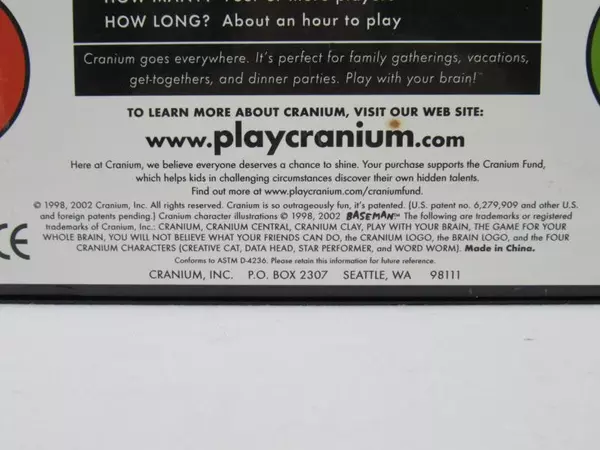 HOW LONG? About an hour to play
Cranium goes everywhere. It's perfect for family gatherings, vacations,
get-togethers, and dinner parties. Play with your brain!™
TO LEARN MORE ABOUT CRANIUM, VISIT OUR WEB SITE:
www.playcranium.com
Here at Cranium, we believe everyone deserves a chance to shine. Your purchase supports the Cranium Fund,
which helps kids in challenging circumstances discover their own hidden talents.
Find out more at www.playcranium.com/craniumfund.
© 1998, 2002 Cranium, Inc. All rights reserved. Cranium is so outrageously fun, it's patented. (U.S. patent no. 6,279,909 and other U.S.
and foreign patents pending.) Cranium character illustrations © 1998, 2002 BASEMAN™ The following are trademarks or registered
trademarks of Cranium, Inc.: CRANIUM, CRANIUM CENTRAL, CRANIUM CLAY, PLAY WITH YOUR BRAIN, THE GAME FOR YOUR
WHOLE BRAIN, YOU WILL NOT BELIEVE WHAT YOUR FRIENDS CAN DO, the CRANIUM LOGO, the BRAIN LOGO, and the FOUR
CRANIUM CHARACTERS (CREATIVE CAT, DATA HEAD, STAR PERFORMER, and WORD WORM). Made in China.
CE
Conforms to ASTM D-4236. Please retain this information for future reference.
CRANIUM, INC. P.O. BOX 2307 SEATTLE, WA 98111